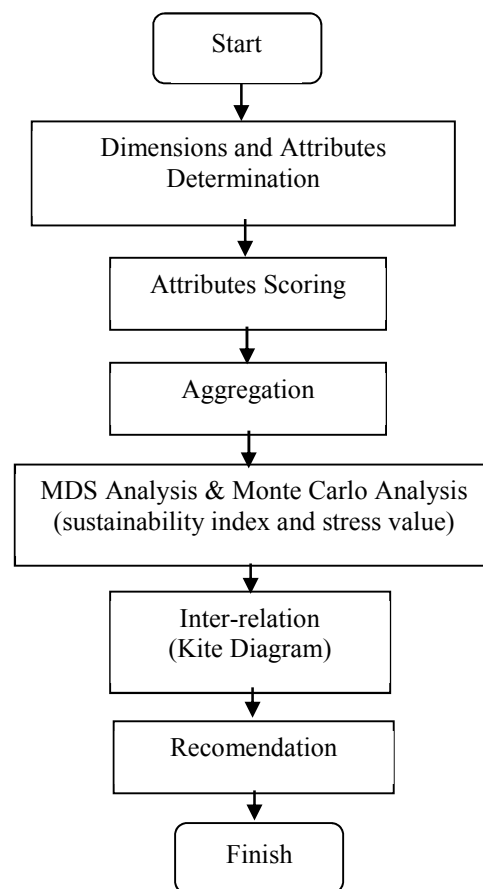 Start
Dimensions and Attributes
Determination
Attributes Scoring
Aggregation
MDS Analysis & Monte Carlo Analysis
(sustainability index and stress value)
Inter-relation
(Kite Diagram)
Recomendation
Finish